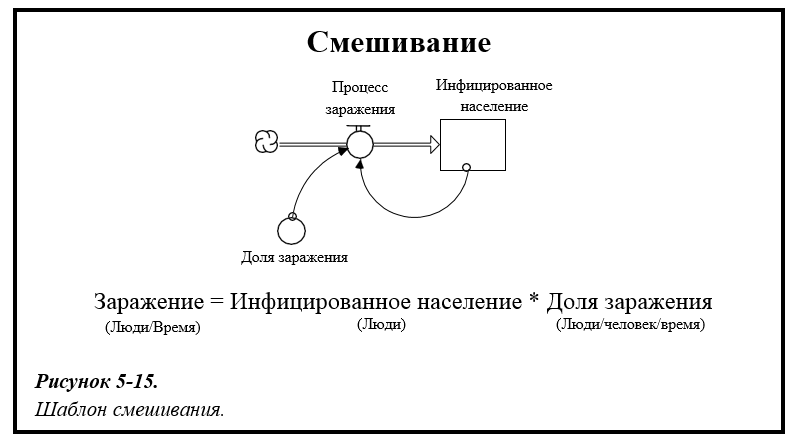 Смешивание
Процесс
заражения
Инфицированное
население
Доля заражения
Заражение = Инфицированное население * Доля заражения
(Люди/Время) (Люди) (Люди/человек/время)
Рисунок 5-15.
Шаблон смешивания.